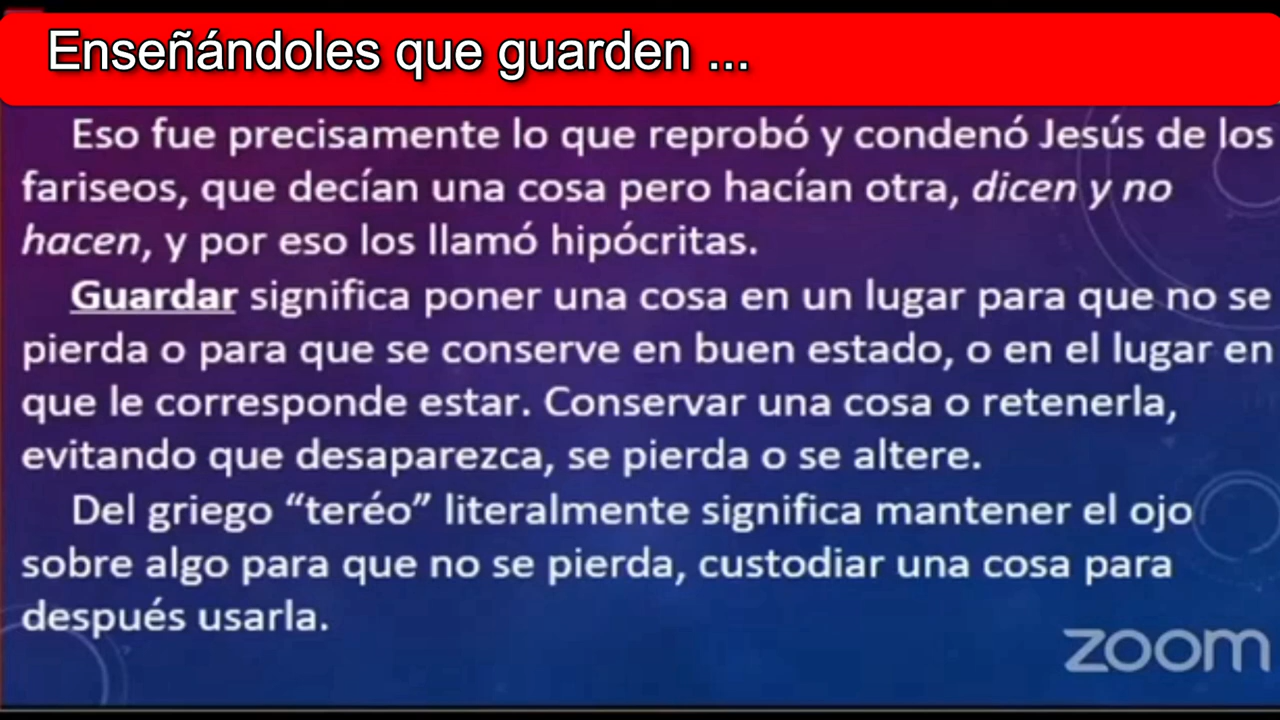 Enseñándoles que guarden ...
Eso fue precisamente lo que reprobó y condenó Jesús de los
fariseos, que decían una cosa pero hacían otra, dicen y no
hacen, y por eso los llamó hipócritas.
Guardar significa poner una cosa en un lugar para que no se
pierda o para que se conserve en buen estado, o en el lugar en
que le corresponde estar. Conservar una cosa o retenerla,
evitando que desaparezca, se pierda o se altere.
Del griego “teréo” literalmente significa mantener el ojo
sobre algo para que no se pierda, custodiar una cosa para
después usarla.
zoom